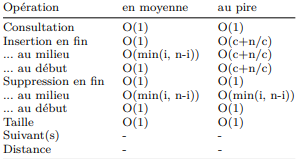 Opération en moyenne au pire
Consultation O(1) O(1)
Insertion en fin O(1) O(c+n/c)
... au milieu O(min(i, n-i)) O(c+n/c)
... au début O(1) O(c+n/c)
Suppression en fin O(1) O(1)
... au milieu O(min(i, n-i)) O(min(i, n-i))
... au début O(1) O(1)
Taille O(1) O(1)
Suivant(s) - -
Distance - -